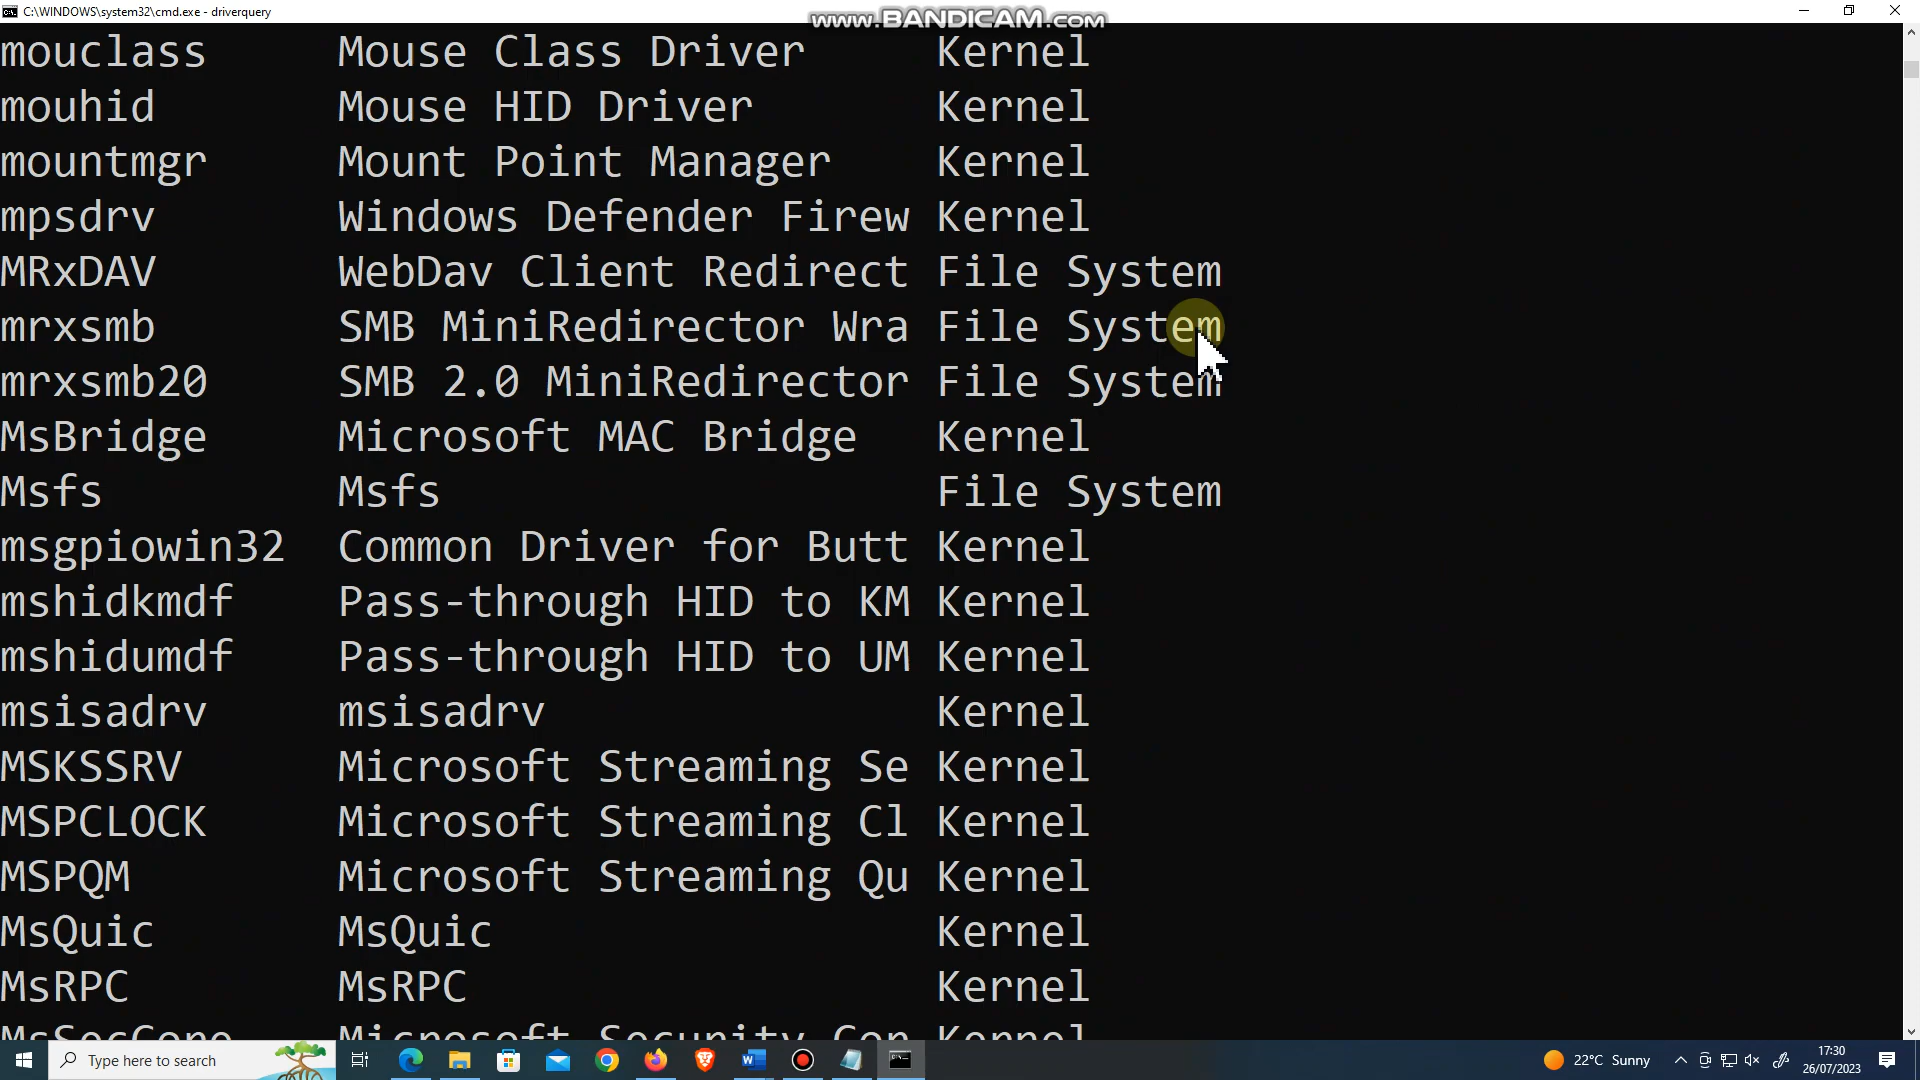 C:\WINDOWS\system32\cmd.exe - driverquery
www.BANDICAM.com
mouclass Mouse Class Driver Kernel
mouhid Mouse HID Driver Kernel
mountmgr Mount Point Manager Kernel
mpsdrv Windows Defender Firew Kernel
MRxDAV WebDav Client Redirect File System
mrxsmb SMB MiniRedirector Wra File System
mrxsmb20 SMB 2.0 MiniRedirector File System
MsBridge Microsoft MAC Bridge Kernel
Msfs Msfs File System
msgpiowin32 Common Driver for Butt Kernel
mshidkmdf Pass-through HID to KM Kernel
mshidumdf Pass-through HID to UM Kernel
msisadrv msisadrv Kernel
MSKSSRV Microsoft Streaming Se Kernel
MSPCLOCK Microsoft Streaming Cl Kernel
MSPQM Microsoft Streaming Qu Kernel
MsQuic MsQuic Kernel
MsRPC MsRPC Kernel
MsSecCore Microsoft Security Cor Kernel
Type here to search
22°C Sunny
17:30
26/07/2023